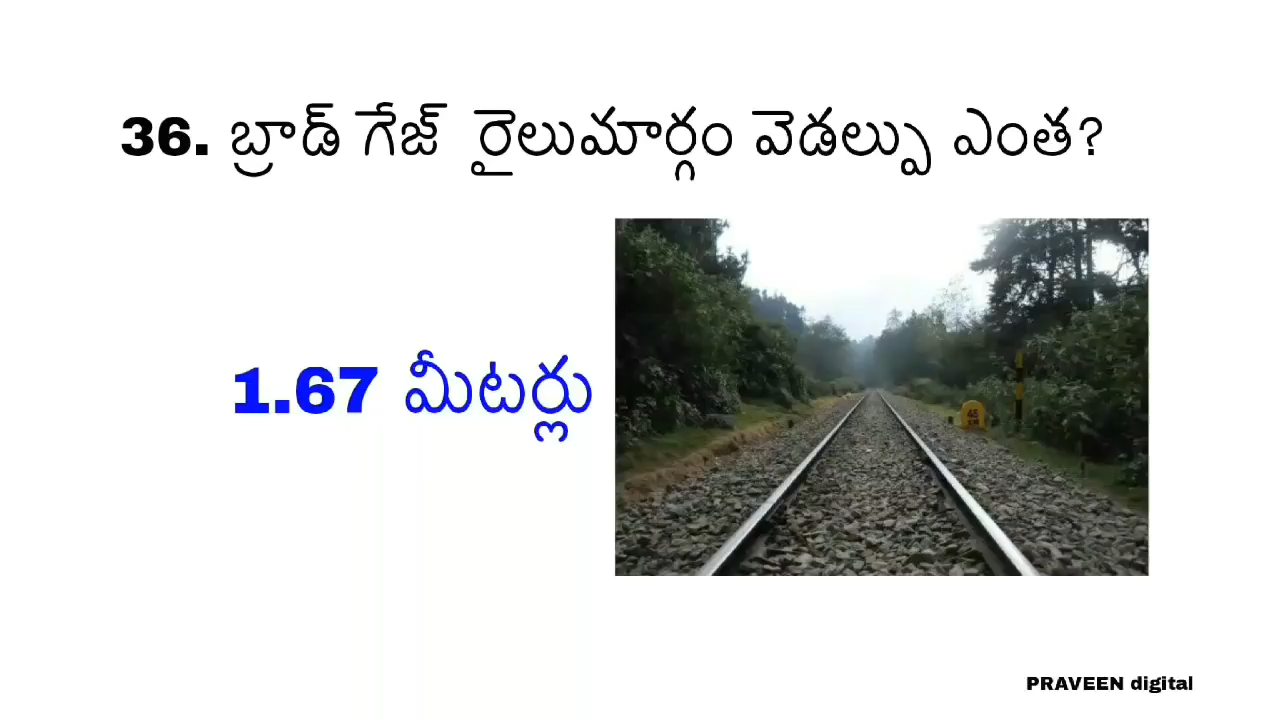 36. బ్రాడ్ గేజ్ రైలుమార్గం వెడల్పు ఎంత?
1.67 మీటర్లు
PRAVEEN digital